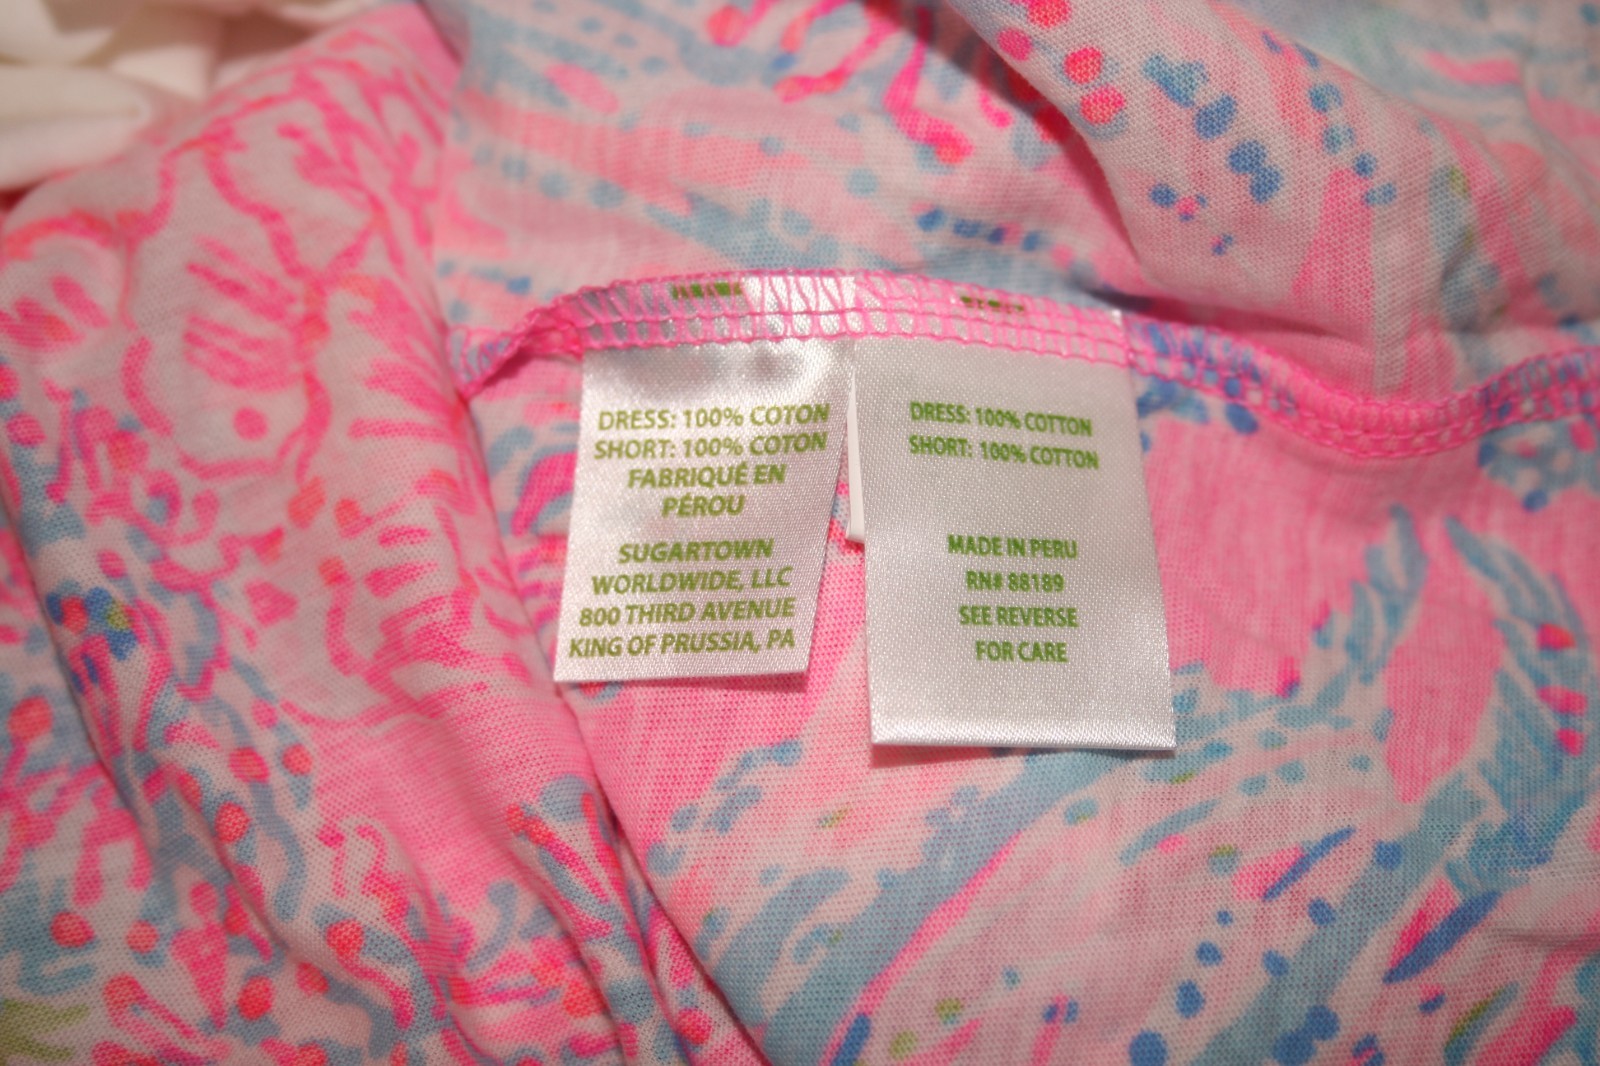 DRESS: 100% COTON
SHORT: 100% COTON
FABRIQUÉ EN
PÉROU
SUGARTOWN
WORLDWIDE, LLC
800 THIRD AVENUE
KING OF PRUSSIA, PA
DRESS: 100% COTTON
SHORT: 100% COTTON
MADE IN PERU
RN# 88189
SEE REVERSE
FOR CARE